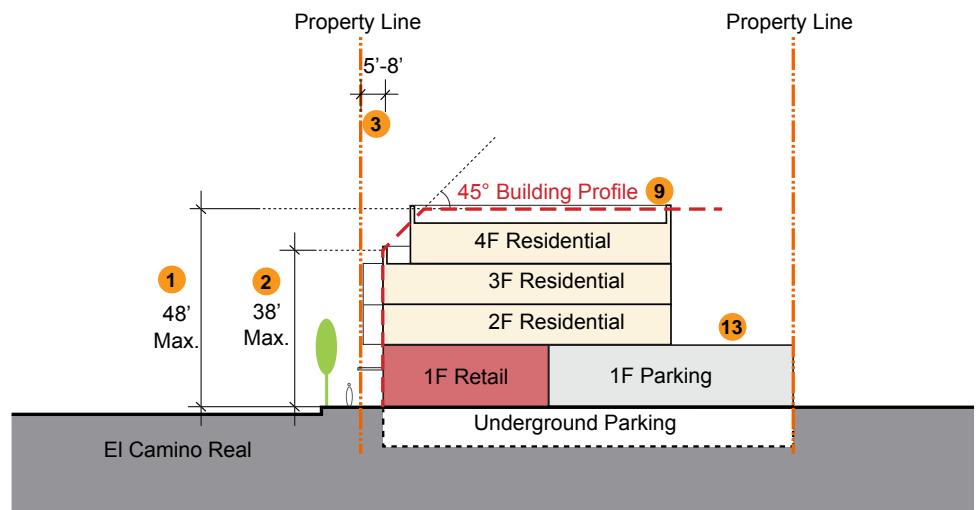 Property Line
Property Line
5’-8’
3
45° Building Profile
9
4F Residential
1
48’
Max.
2
38’
Max.
3F Residential
2F Residential
13
1F Retail
1F Parking
Underground Parking
El Camino Real